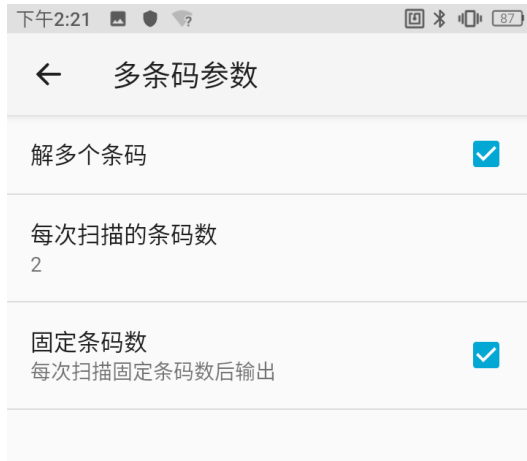 下午2:21 ? 87
多条码参数
解多个条码
每次扫描的条码数
2
固定条码数
每次扫描固定条码数后输出